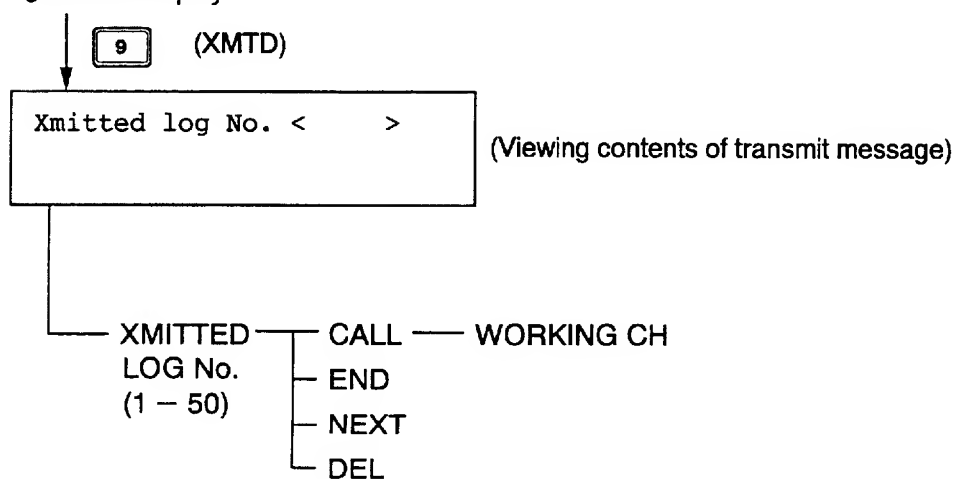 9 (XMTD)
Xmitted log No. < >
(Viewing contents of transmit message)
XMITTED CALL WORKING CH
LOG No. END
(1 – 50) NEXT
DEL